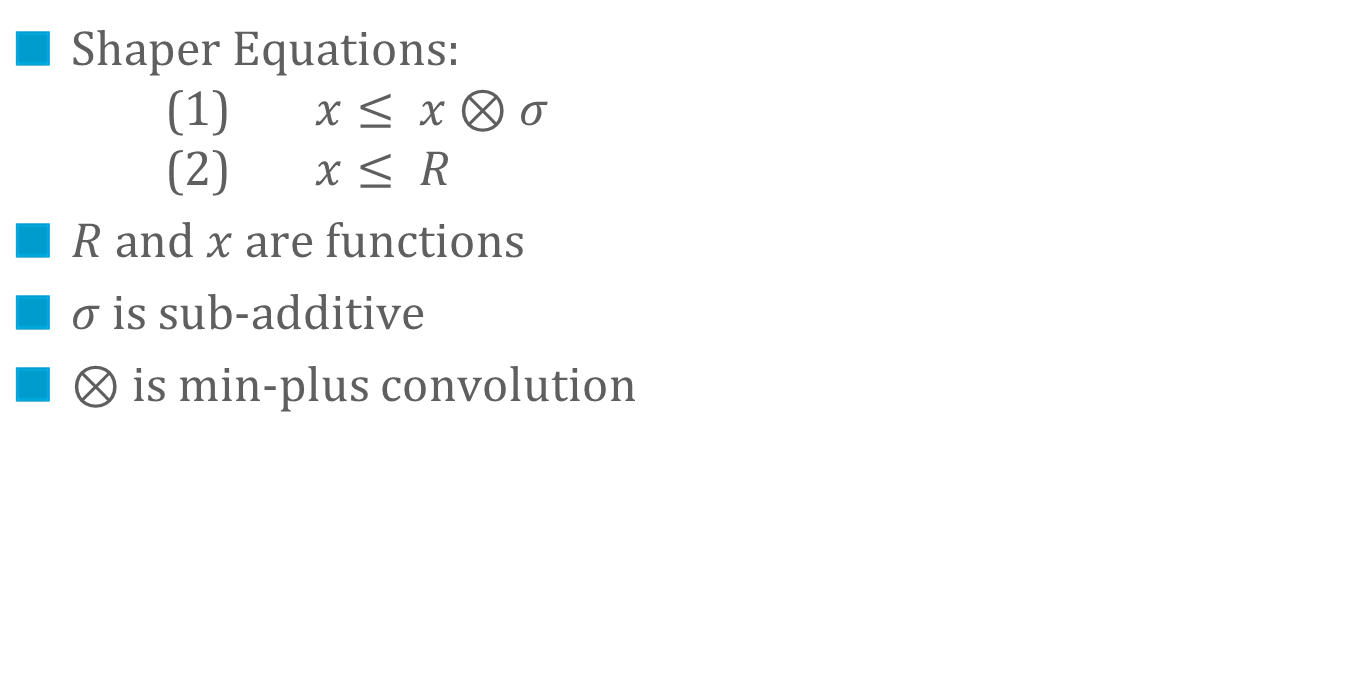 Shaper Equations:
(1) x ≤ x ⊗ σ
(2) x ≤ R
R and x are functions
σ is sub-additive
⊗ is min-plus convolution